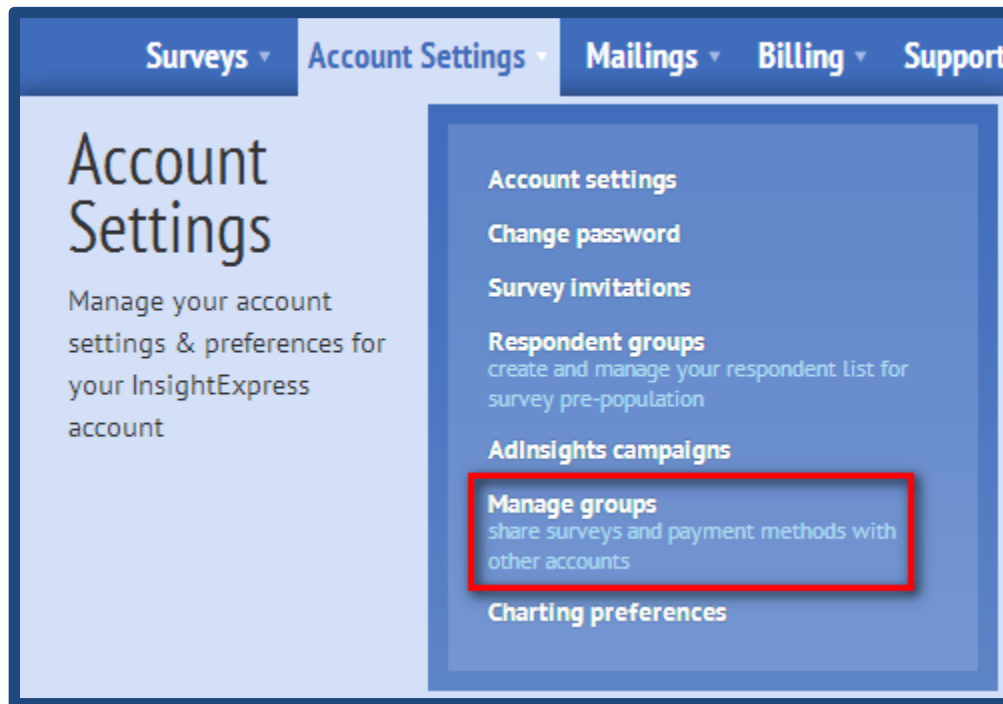 Surveys Account Settings Mailings Billing Support
Account
Settings
Manage your account
settings & preferences for
your InsightExpress
account
Account settings
Change password
Survey invitations
Respondent groups
create and manage your respondent list for
survey pre-population
AdInsights campaigns
Manage groups
share surveys and payment methods with
other accounts
Charting preferences